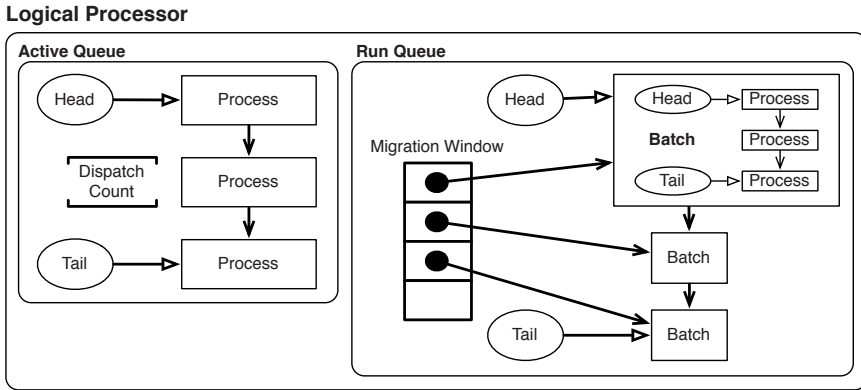 Logical Processor
Active Queue
Head
Process
Dispatch
Count
Process
Tail
Process
Run Queue
Head
Head
Process
Batch
Process
Tail
Process
Migration Window
Batch
Tail
Batch